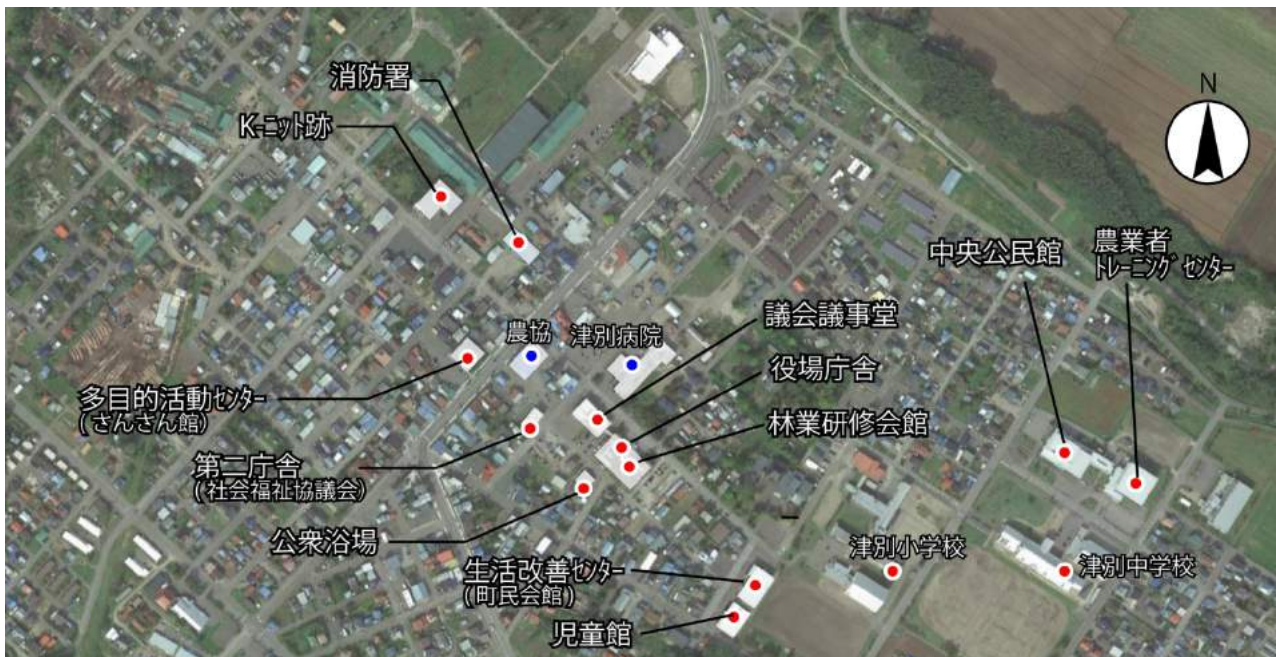 消防署
K-ニット跡
N
中央公民館
農業者
トレーニングセンター
議会議事堂
農協
津別病院
役場庁舎
多目的活動センター
(さんさん館)
林業研修会館
第二庁舎
(社会福祉協議会)
公衆浴場
津別小学校
津別中学校
生活改善センター
(町民会館)
児童館